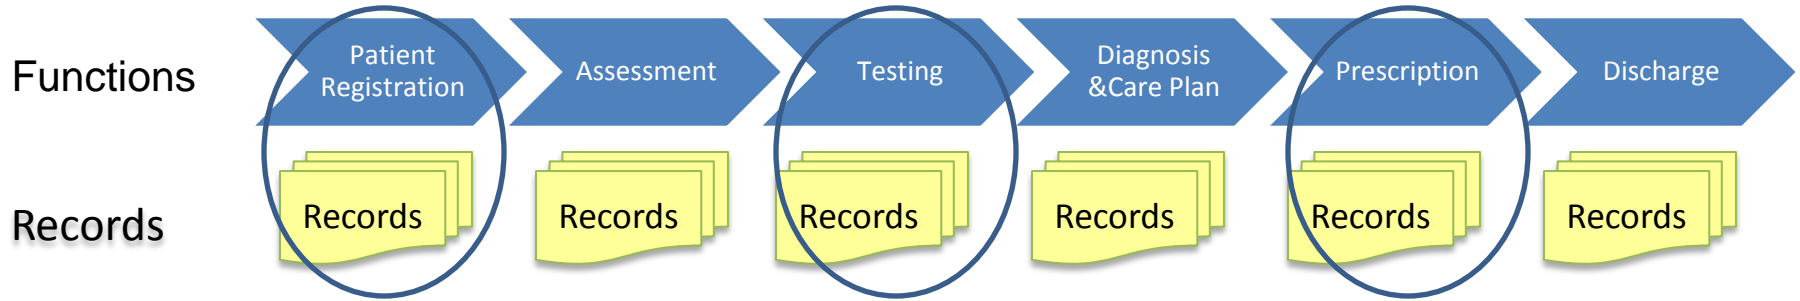 Functions
Patient
Registration
Assessment
Testing
Diagnosis
&Care Plan
Prescription
Discharge
Records
Records
Records
Records
Records
Records
Records